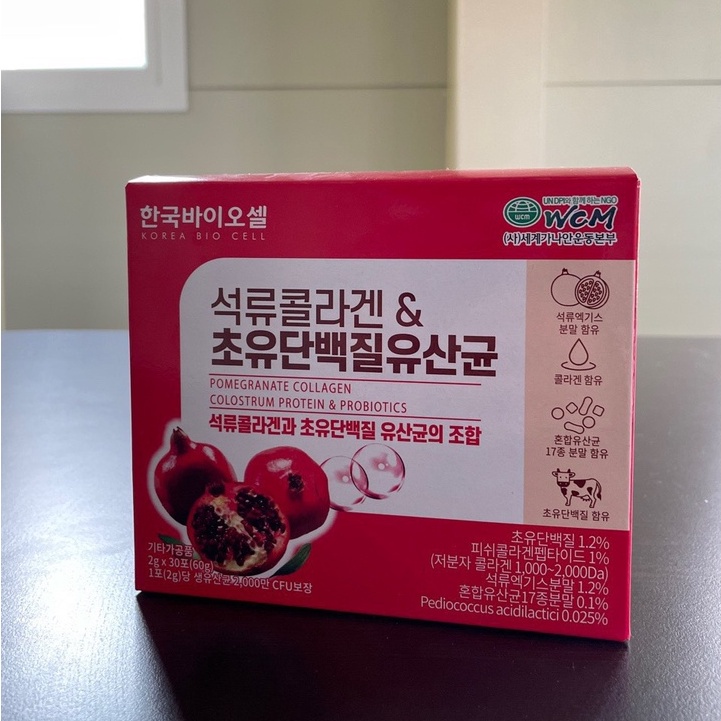 한국바이오셀
KOREA BIO CELL
UN DPI와 함께 하는 NGO
wcm
WCM
(사)세계가나안운동본부
석류콜라겐 &
초유단백질유산균
POMEGRANATE COLLAGEN
COLOSTRUM PROTEIN & PROBIOTICS
석류콜라겐과 초유단백질 유산균의 조합
석류엑기스
분말 함유
콜라겐 함유
혼합유산균
17종 분말 함유
초유단백질 함유
기타가공품
2g x 30포(60g)
1포(2g)당 생유산균2,000만 CFU보장
초유단백질 1.2%
피쉬콜라겐펩타이드 1%
(저분자 콜라겐 1,000~2,000Da)
석류엑기스분말 1.2%
혼합유산균17종분말 0.1%
Pediococcus acidilactici 0.025%